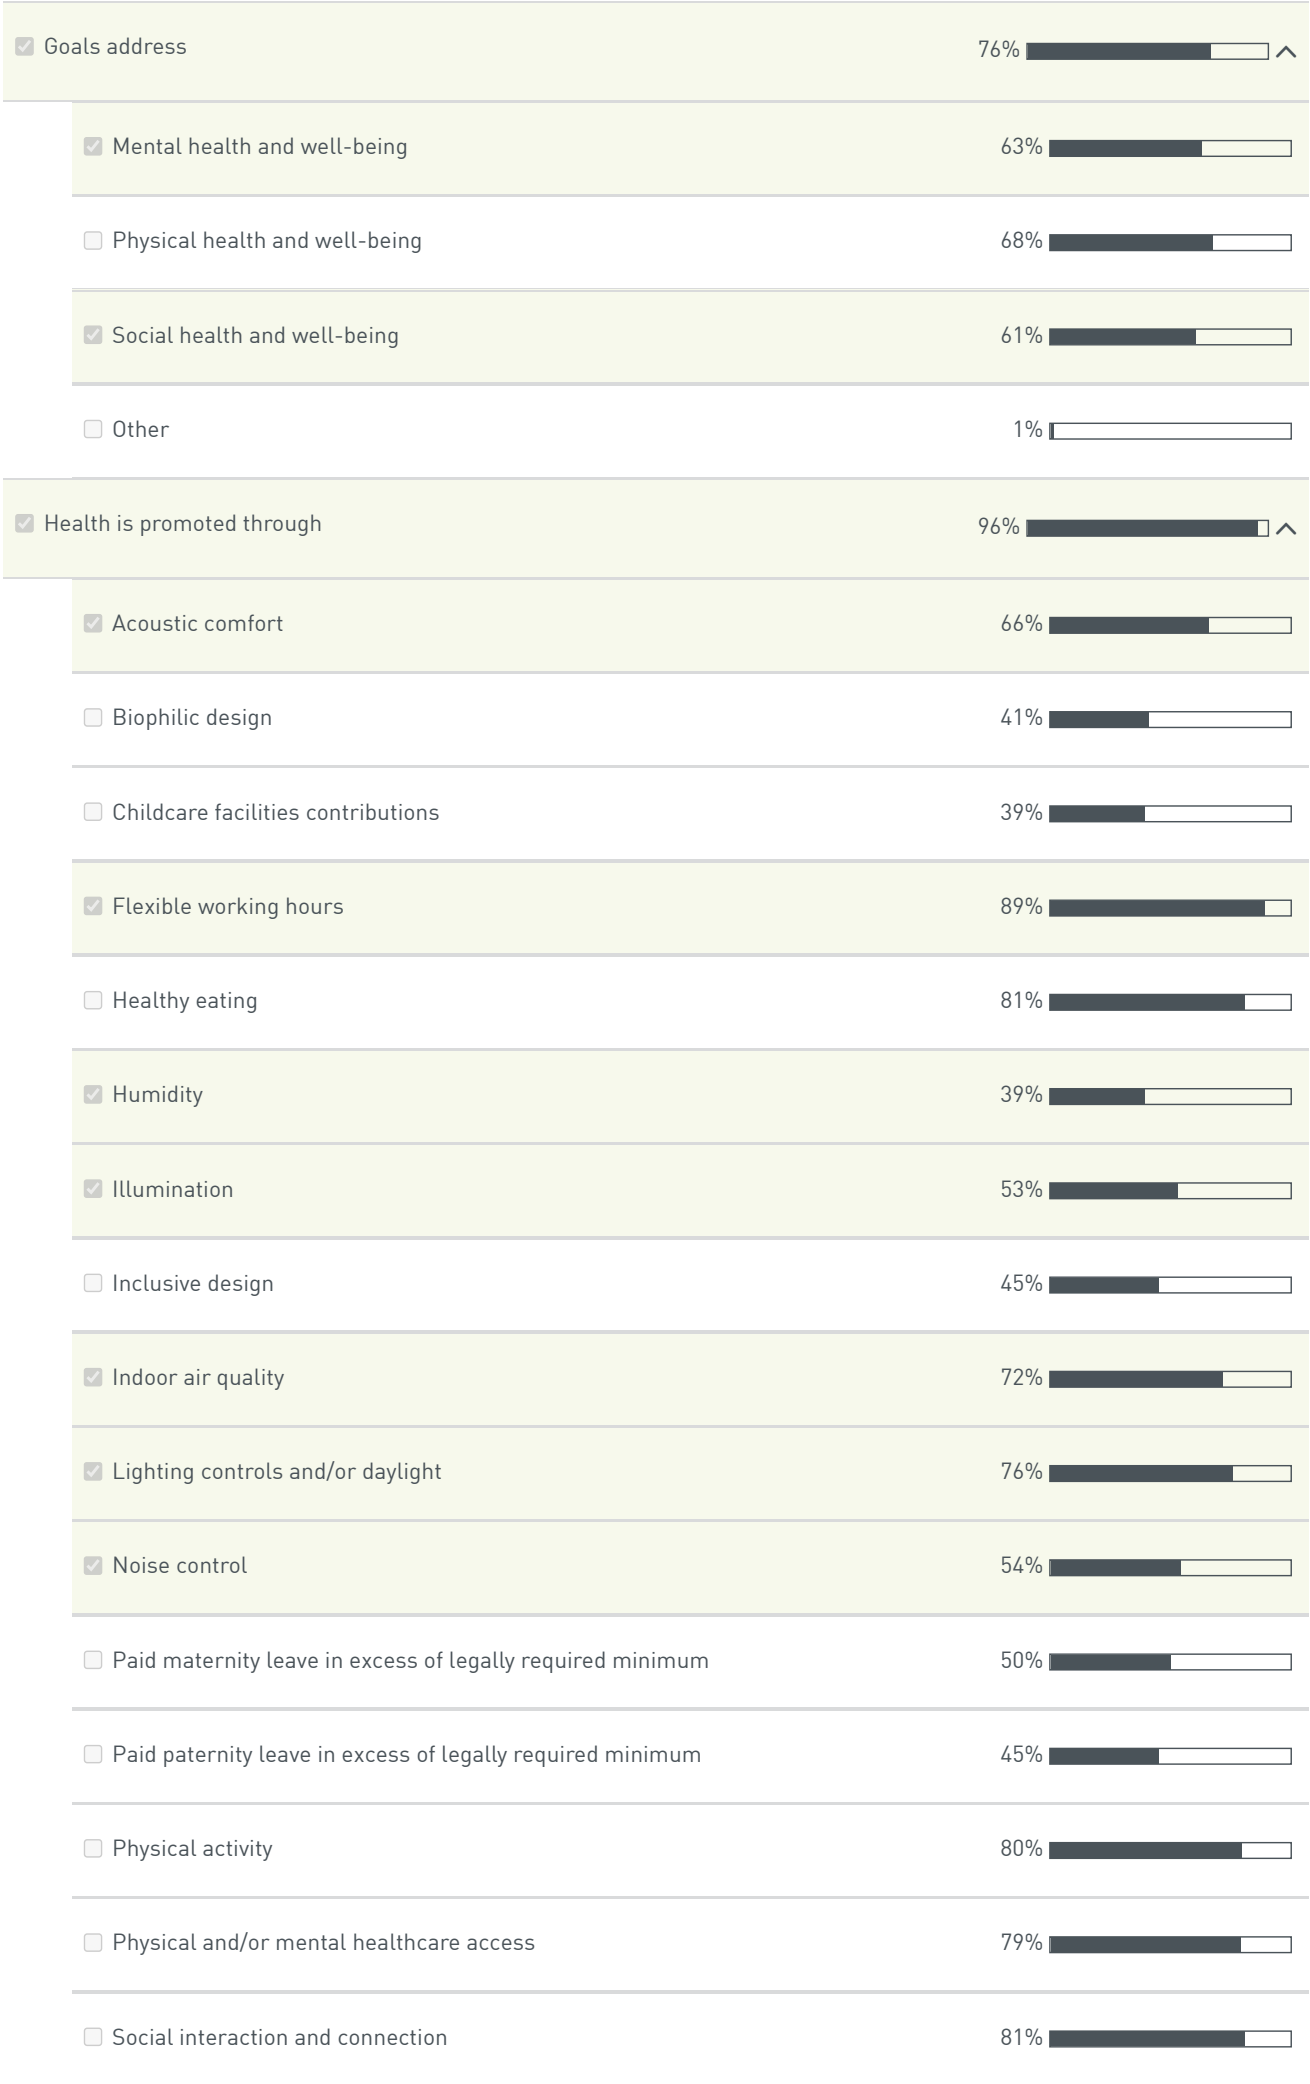 Goals address 76%
Mental health and well-being 63%
Physical health and well-being 68%
Social health and well-being 61%
Other 1%
Health is promoted through 96%
Acoustic comfort 66%
Biophilic design 41%
Childcare facilities contributions 39%
Flexible working hours 89%
Healthy eating 81%
Humidity 39%
Illumination 53%
Inclusive design 45%
Indoor air quality 72%
Lighting controls and/or daylight 76%
Noise control 54%
Paid maternity leave in excess of legally required minimum 50%
Paid paternity leave in excess of legally required minimum 45%
Physical activity 80%
Physical and/or mental healthcare access 79%
Social interaction and connection 81%